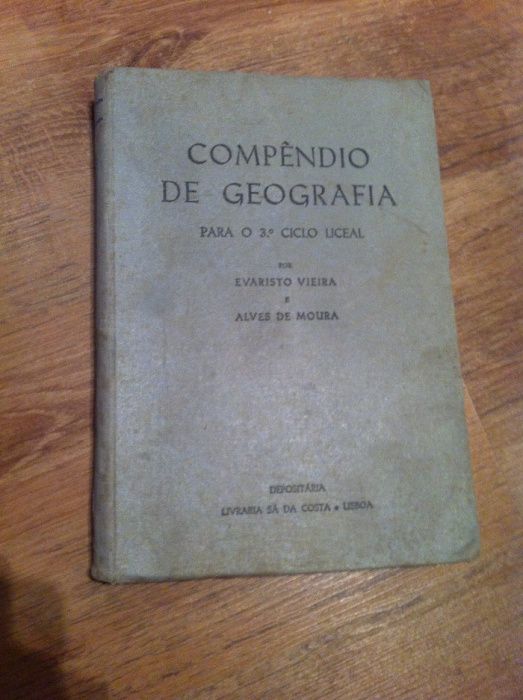 COMPÊNDIO
DE GEOGRAFIA
PARA O 3.º CICLO LICEAL
POR
EVARISTO VIEIRA
E
ALVES DE MOURA
DEPOSITÁRIA
LIVRARIA SÁ DA COSTA • LISBOA